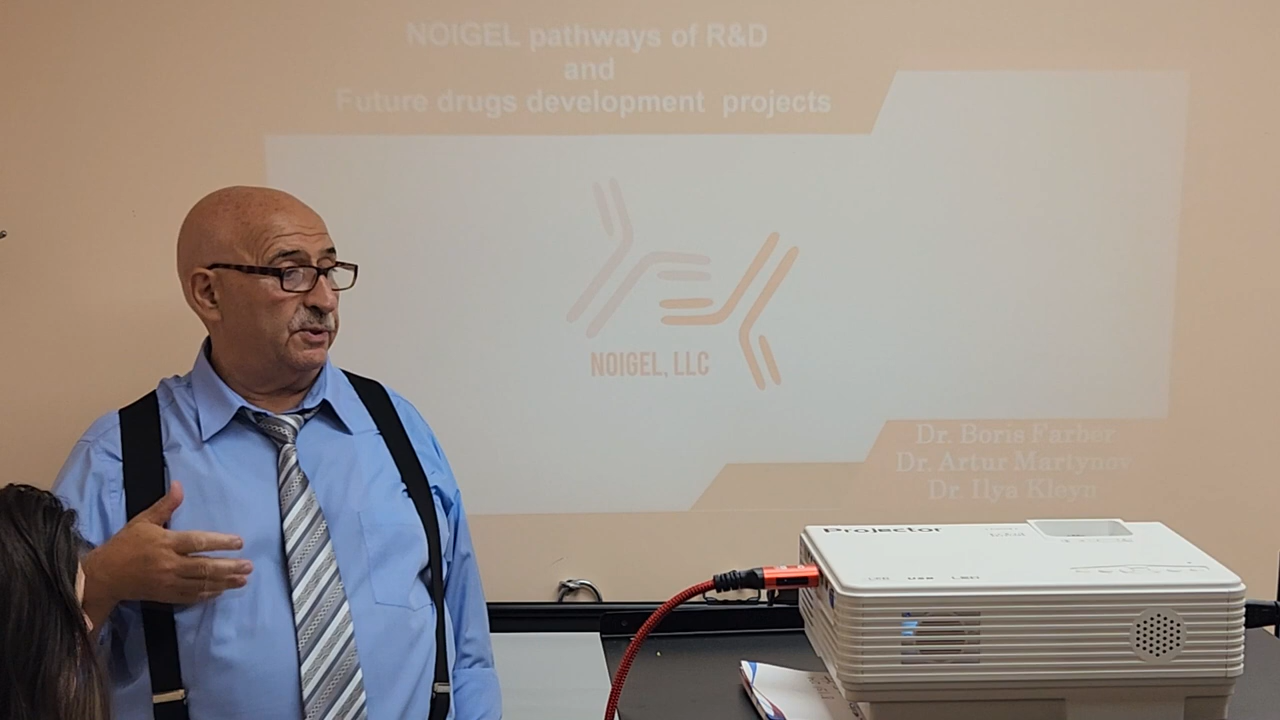 NOIGEL pathways of R&D
and
Future drugs development projects
NOIGEL, LLC
Dr. Boris Farber
Dr. Artur Martynov
Dr. Ilya Kleyn
Projector
USB